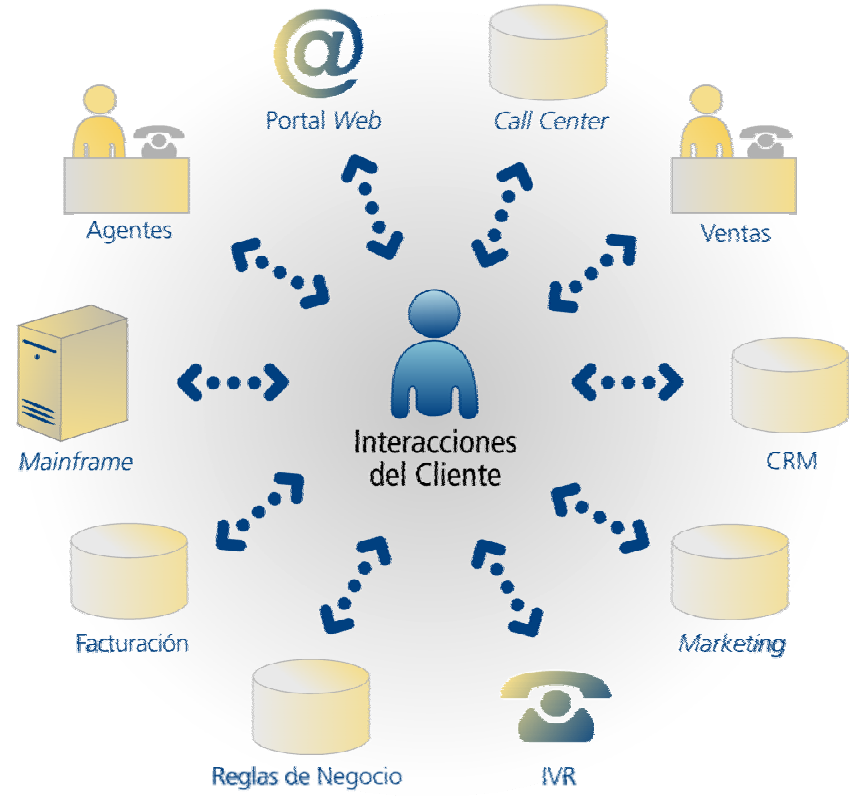 Portal Web
Call Center
Agentes
Ventas
Interacciones
del Cliente
Mainframe
CRM
Facturación
Marketing
Reglas de Negocio
IVR